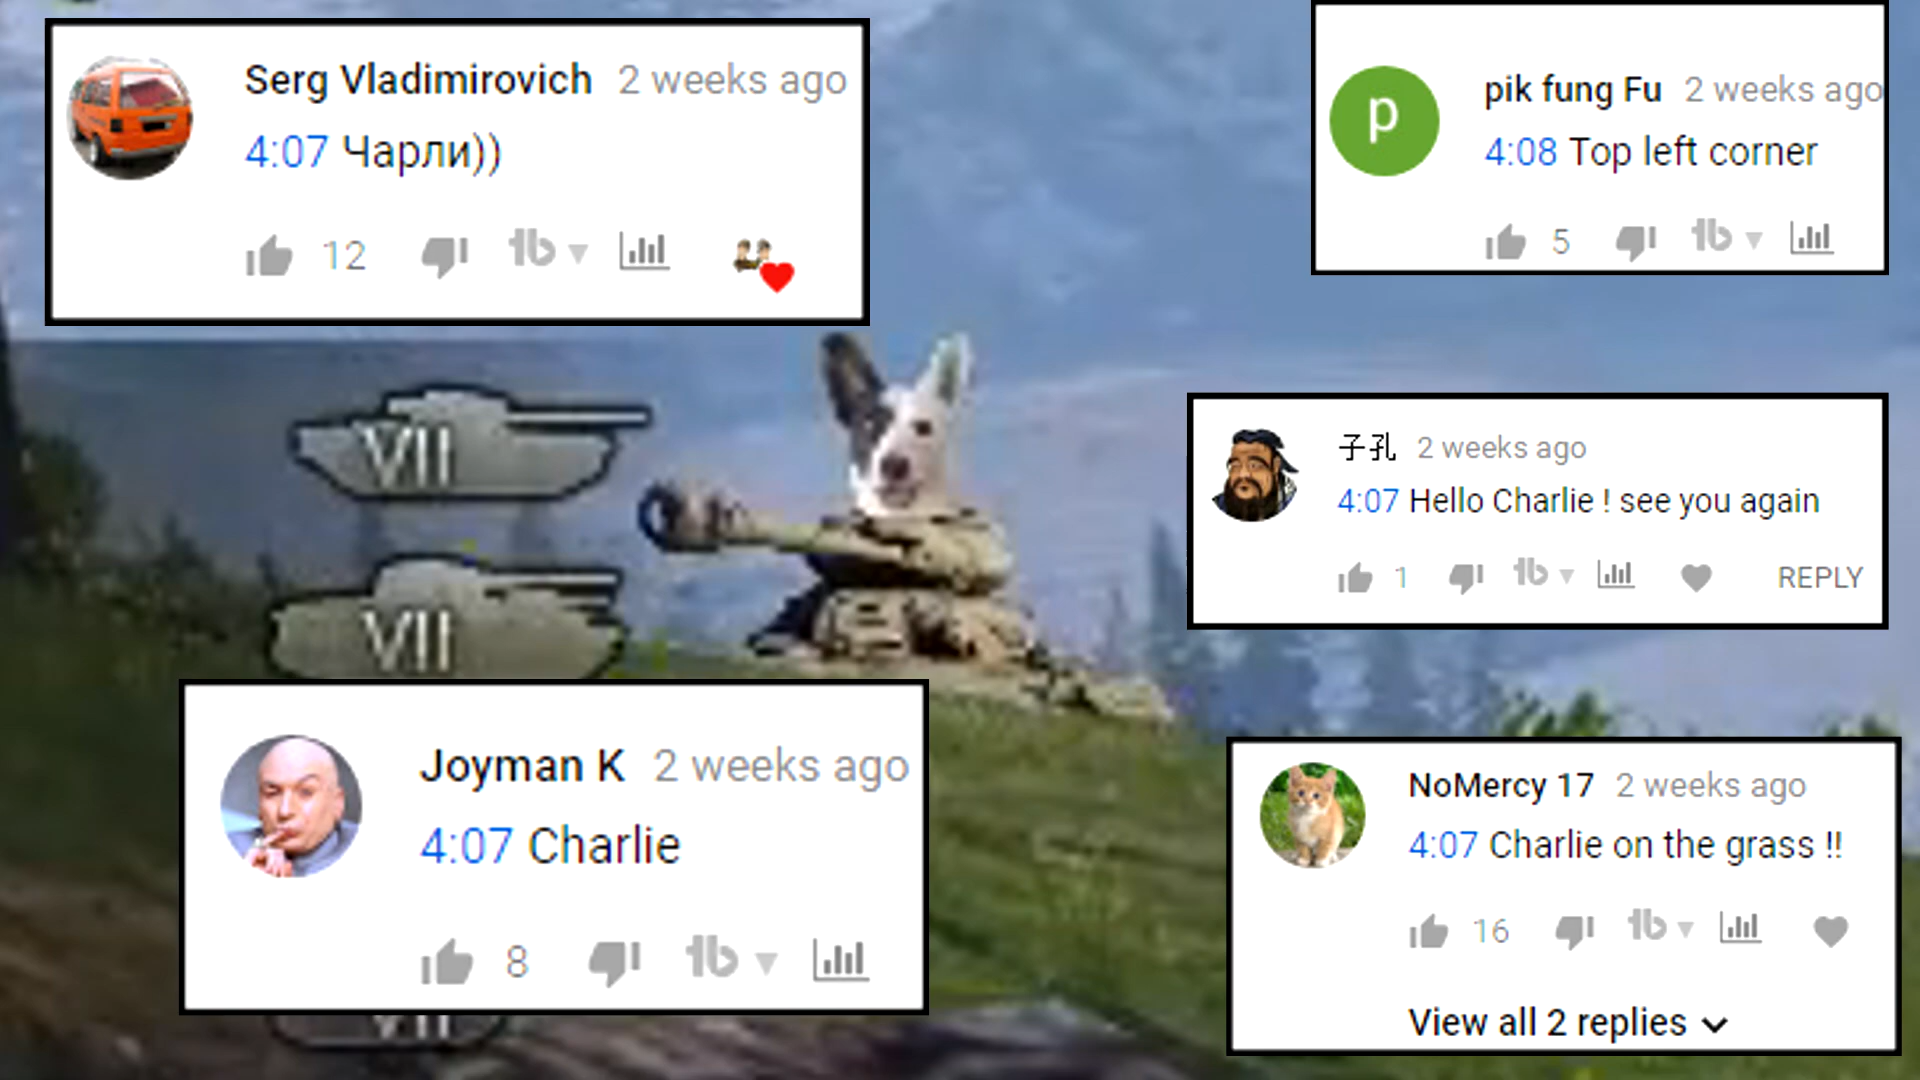 Serg Vladimirovich 2 weeks ago
4:07 Чарли))
12
pik fung Fu 2 weeks ago
4:08 Top left corner
5
VII
VII
子孔 2 weeks ago
4:07 Hello Charlie ! see you again
1 REPLY
Joyman K 2 weeks ago
4:07 Charlie
8
VII
NoMercy 17 2 weeks ago
4:07 Charlie on the grass !!
16
View all 2 replies